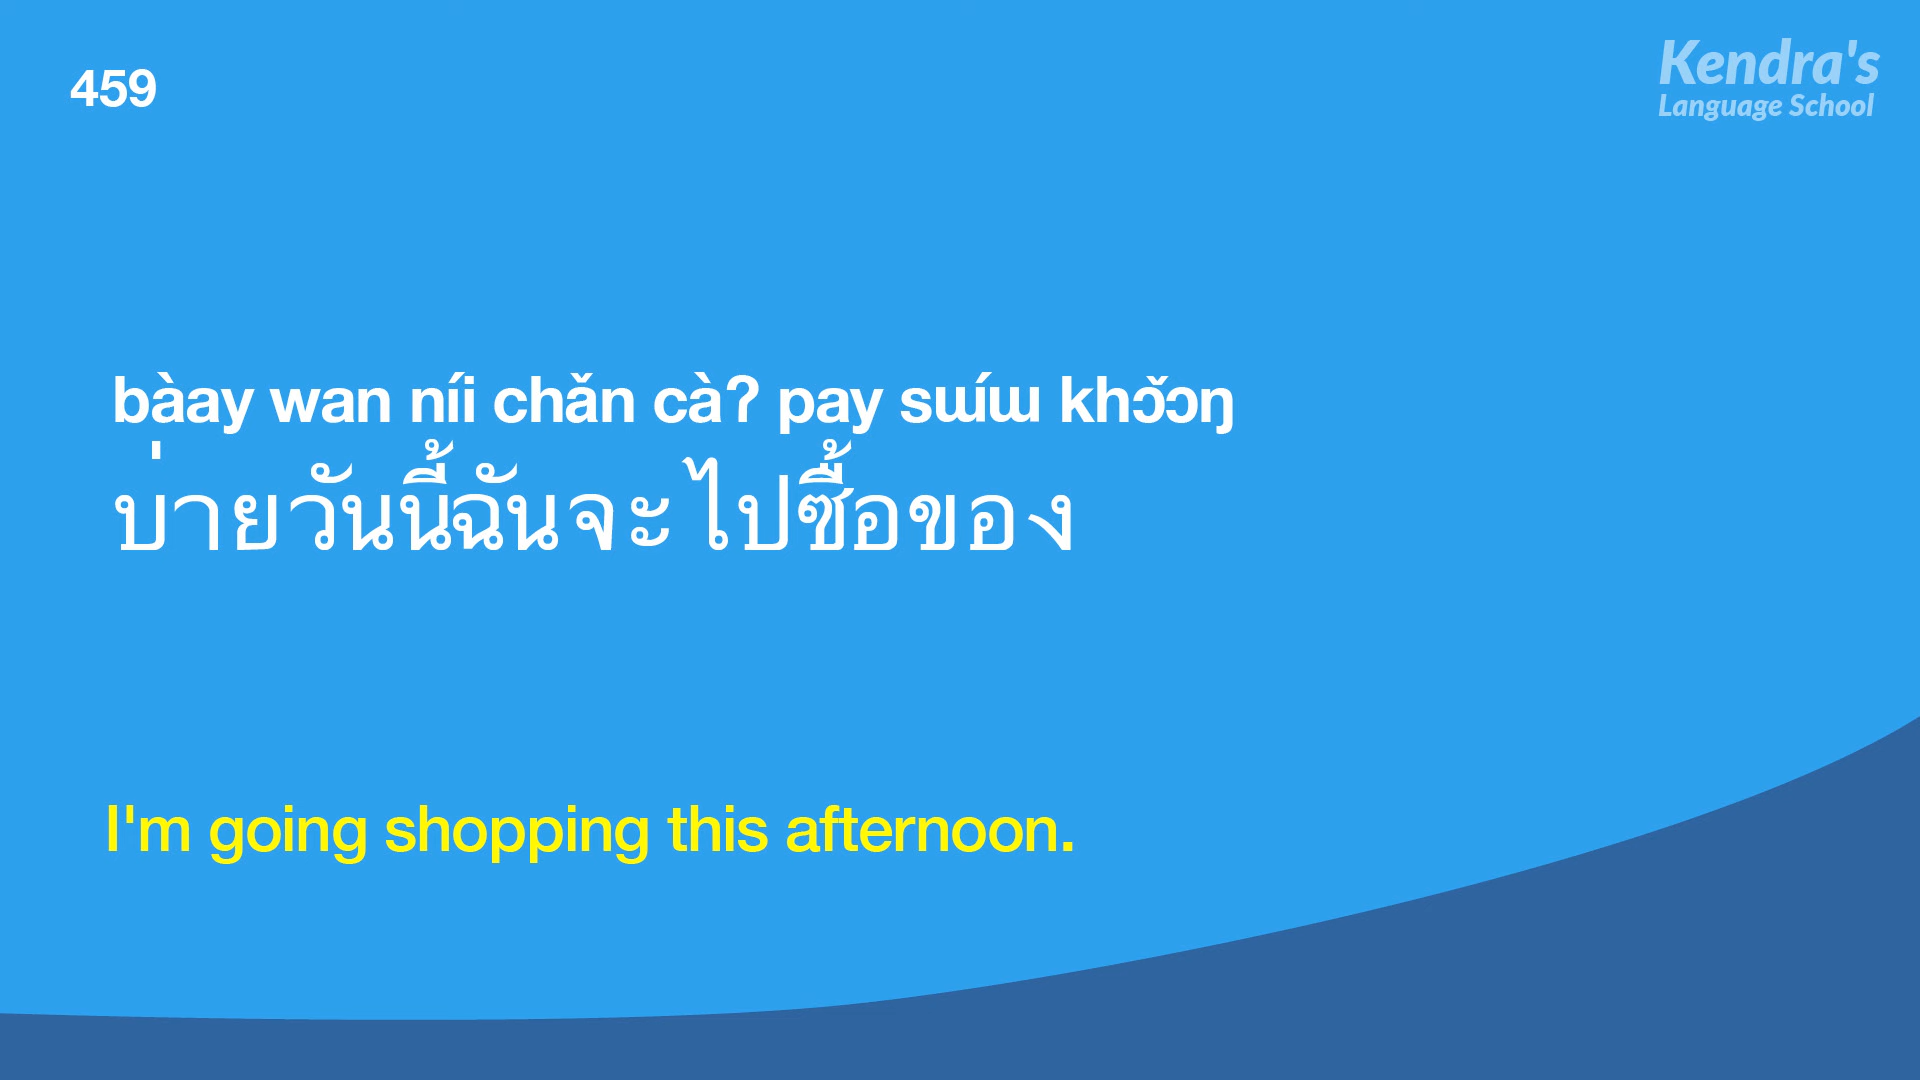 459
Kendra's
Language School
bàay wan níi chǎn càʔ pay sɯ́ɯ khɔ̌ɔŋ
บ่ายวันนี้ฉันจะไปซื้อของ
I'm going shopping this afternoon.